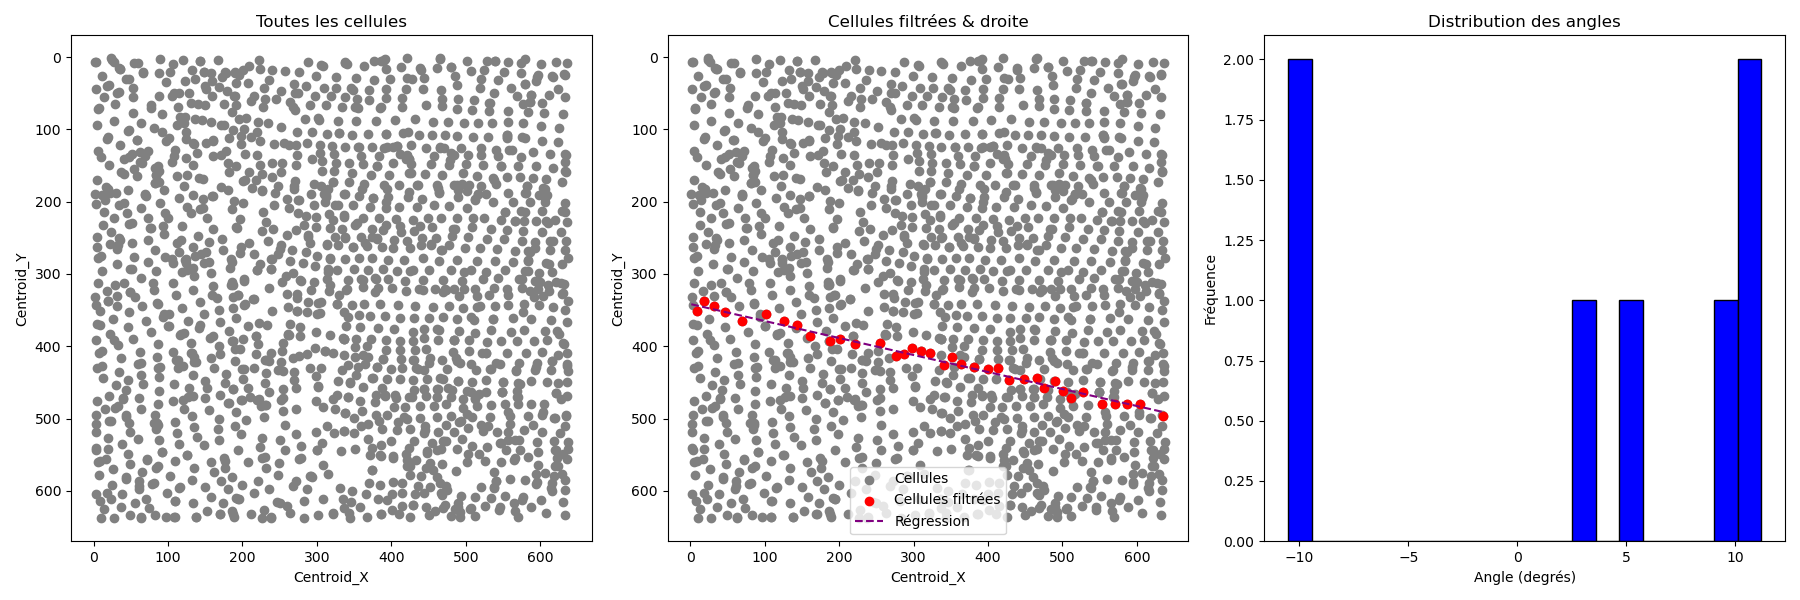 Toutes les cellules
0
100
200
300
400
500
600
Centroid_Y
0 100 200 300 400 500 600
Centroid_X
Cellules filtrées & droite
0
100
200
300
400
500
600
Centroid_Y
Cellules
Cellules filtrées
Régression
0 100 200 300 400 500 600
Centroid_X
Distribution des angles
2.00
1.75
1.50
1.25
1.00
0.75
0.50
0.25
0.00
Fréquence
−10 −5 0 5 10
Angle (degrés)